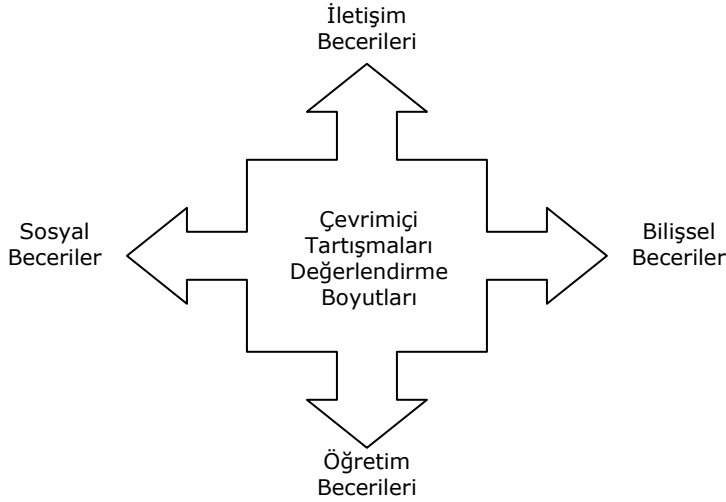 İletişim
Becerileri
Sosyal
Beceriler
Çevrimiçi
Tartışmaları
Değerlendirme
Boyutları
Bilişsel
Beceriler
Öğretim
Becerileri